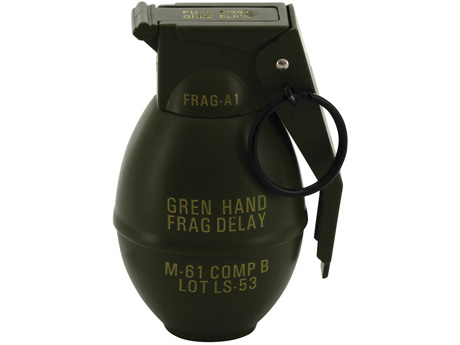 FRAG-A1
GREN HAND
FRAG DELAY
M-61 COMP B
LOT LS-53